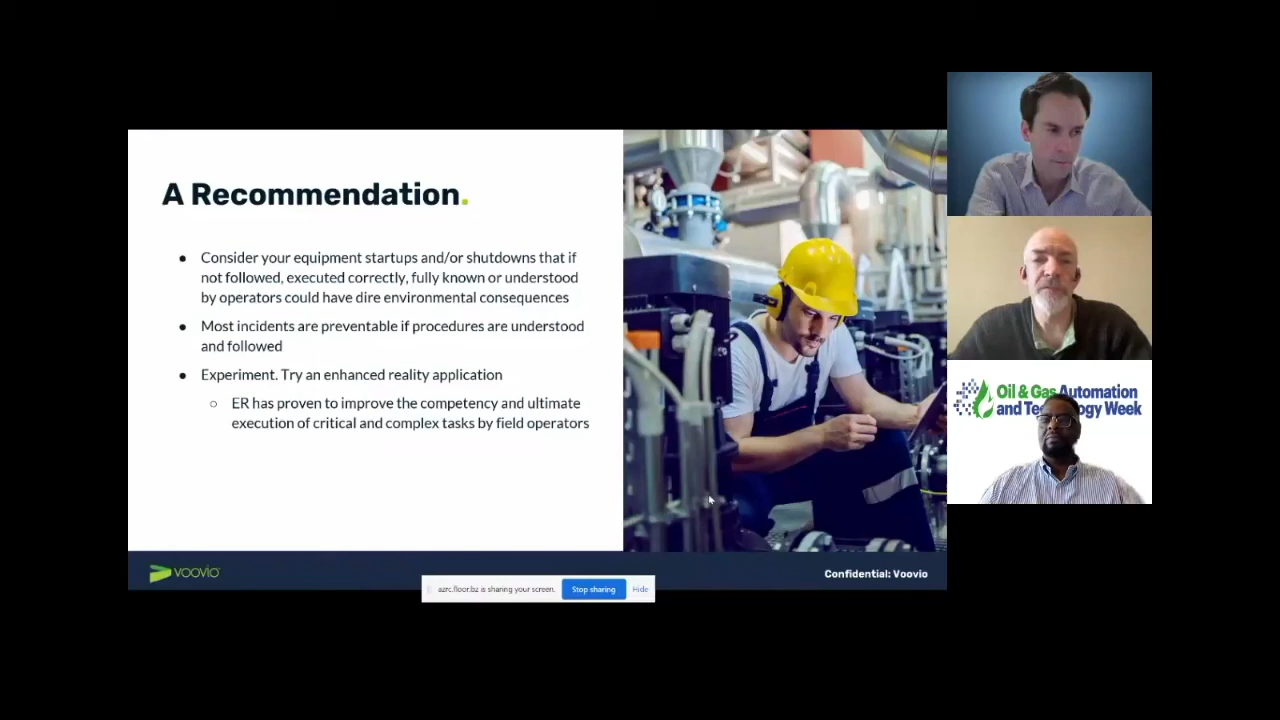 A Recommendation.
● Consider your equipment startups and/or shutdowns that if
not followed, executed correctly, fully known or understood
by operators could have dire environmental consequences
● Most incidents are preventable if procedures are understood
and followed
● Experiment. Try an enhanced reality application
○ ER has proven to improve the competency and ultimate
execution of critical and complex tasks by field operators
VOOVIO
Confidential: Voovio
azrc.floor.bz is sharing your screen.
Stop sharing
Hide
Oil & Gas Automation
and Technology Week